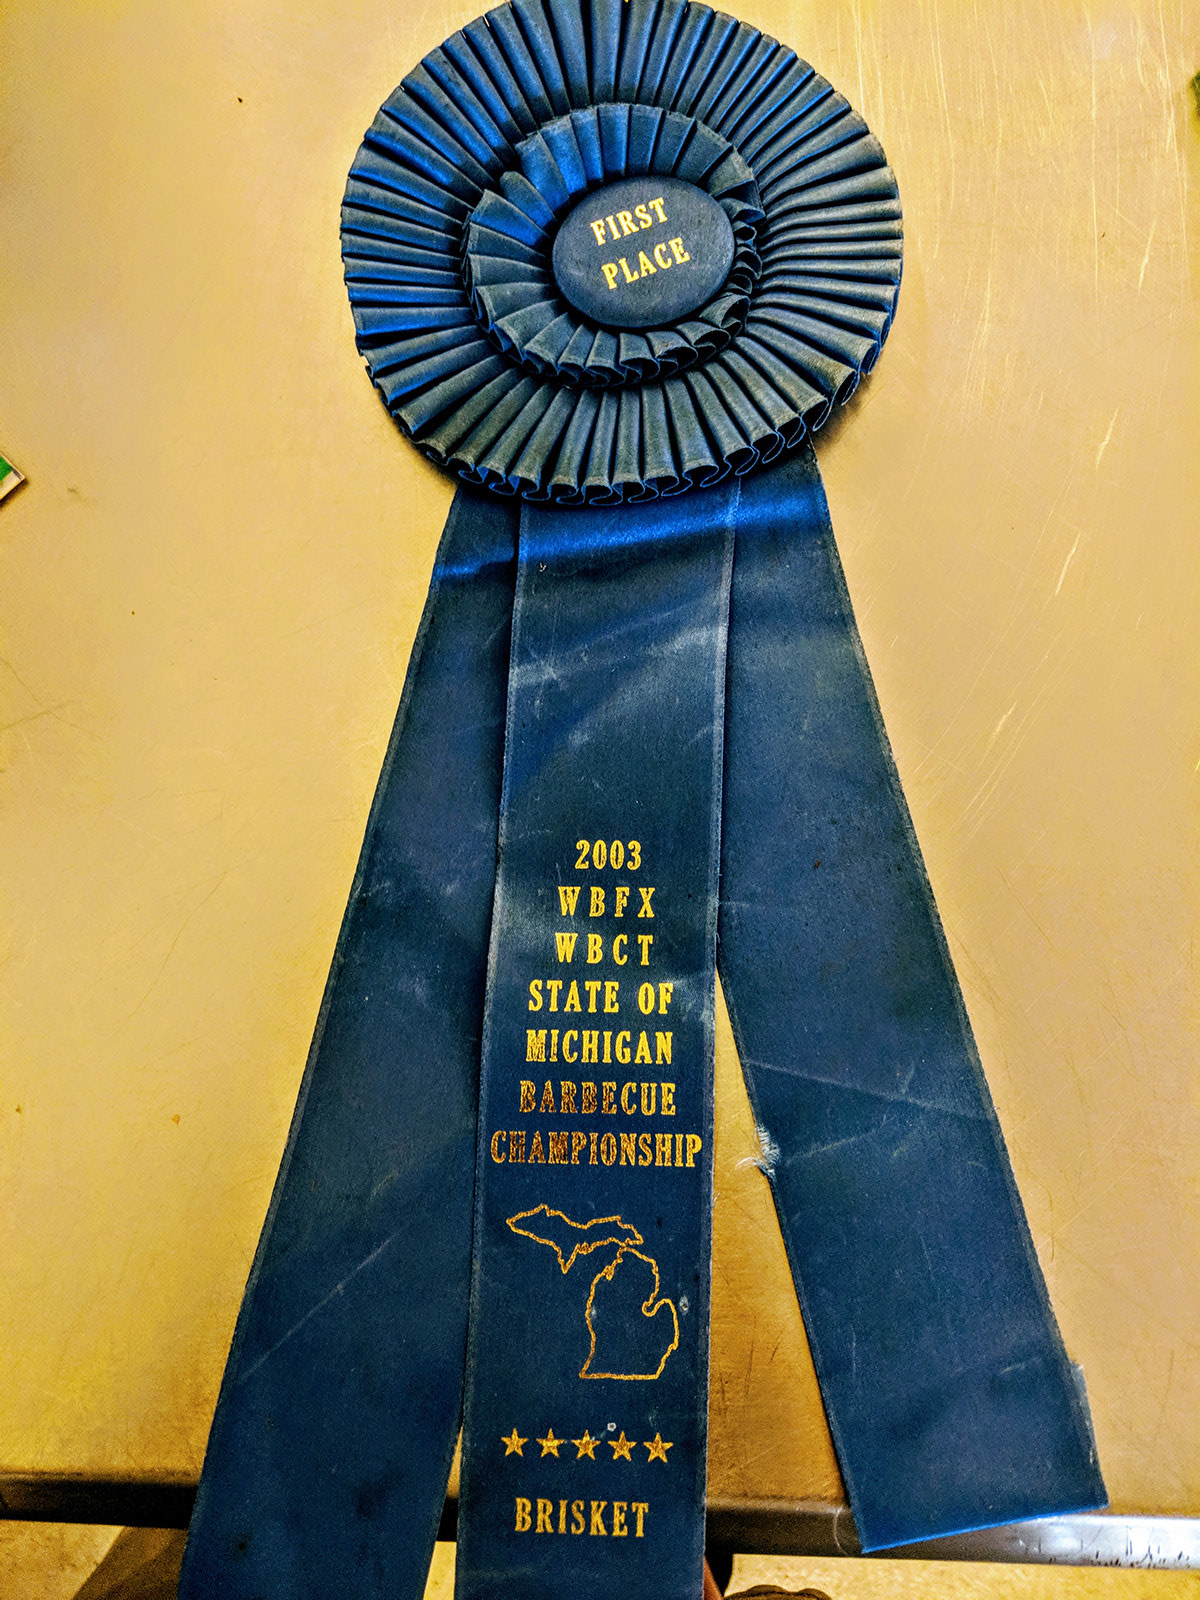 FIRST
PLACE
2003
WBFX
WBCT
STATE OF
MICHIGAN
BARBECUE
CHAMPIONSHIP
BRISKET